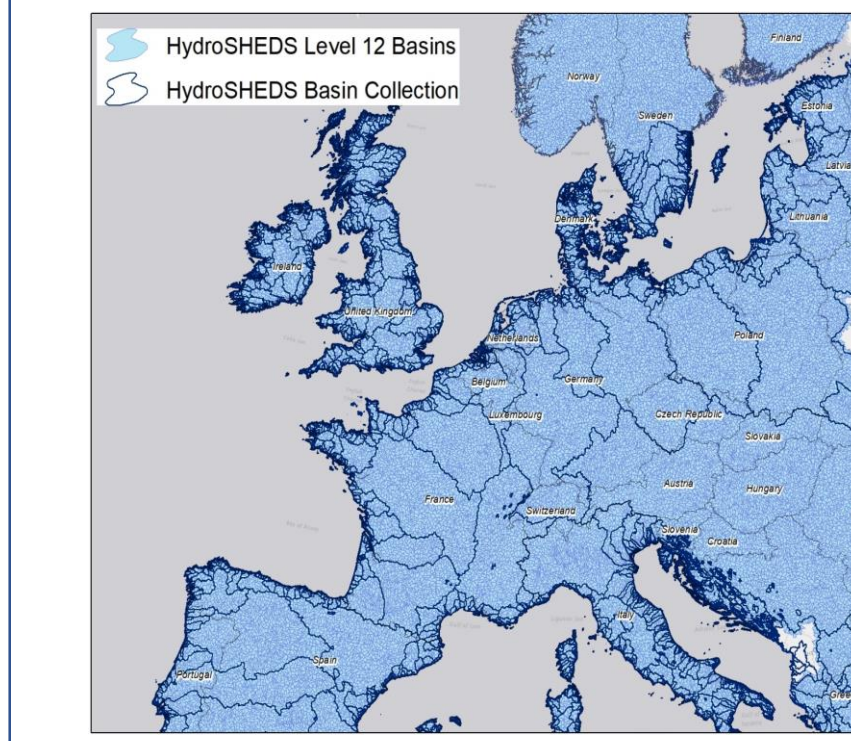 HydroSHEDS Level 12 Basins
HydroSHEDS Basin Collection
Finland
Norway
Sweden
Estonia
Latvia
Denmark
Lithuania
Ireland
United Kingdom
Netherlands
Poland
Belgium
Germany
Luxembourg
Czech Republic
Slovakia
Austria
Hungary
France
Switzerland
Slovenia
Croatia
Italy
Spain
Portugal